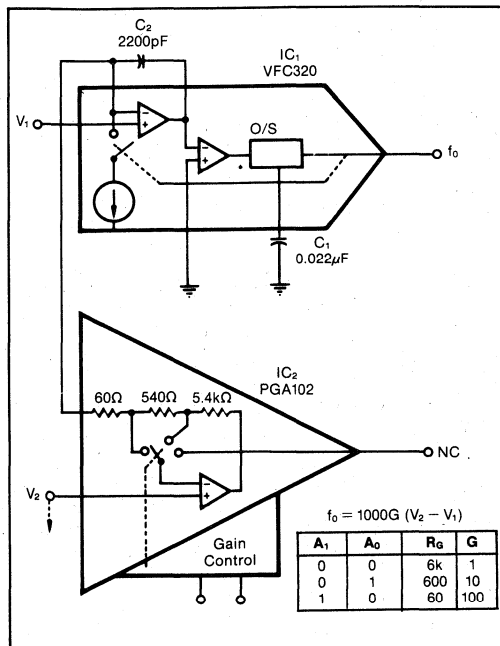 C₂
2200pF
IC₁
VFC320
V₁
−
+
O/S
−
+
f₀
C₁
0.022μF
IC₂
PGA102
60Ω 540Ω 5.4kΩ
−
+
NC
V₂
Gain
Control
f₀ = 1000G (V₂ − V₁)
A₁ A₀ R_G G
0 0 6k 1
0 1 600 10
1 0 60 100